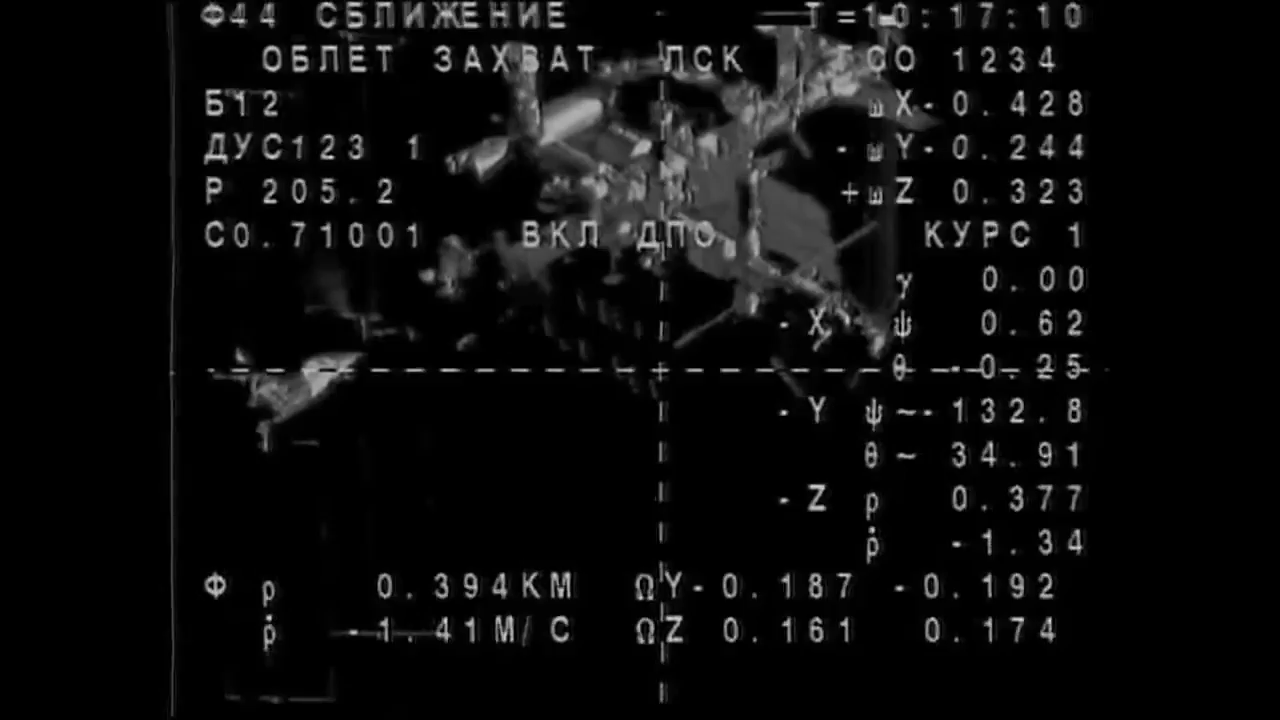 Ф44 СБЛИЖЕНИЕ T=10:17:10
ОБЛЕТ ЗАХВАТ ЛСК ГСО 1234
Б12 ωX-0.428
ДУС123 1 -ωY-0.244
Р 205.2 +ωZ 0.323
С0.71001 ВКЛ ДПО КУРС 1
γ 0.00
-X ψ 0.62
θ -0.25
-Y ψ~-132.8
θ~ 34.91
-Z ρ 0.377
ρ̇ -1.34
Ф ρ 0.394КМ ΩY-0.187 -0.192
ρ̇ -1.41М/С ΩZ 0.161 0.174